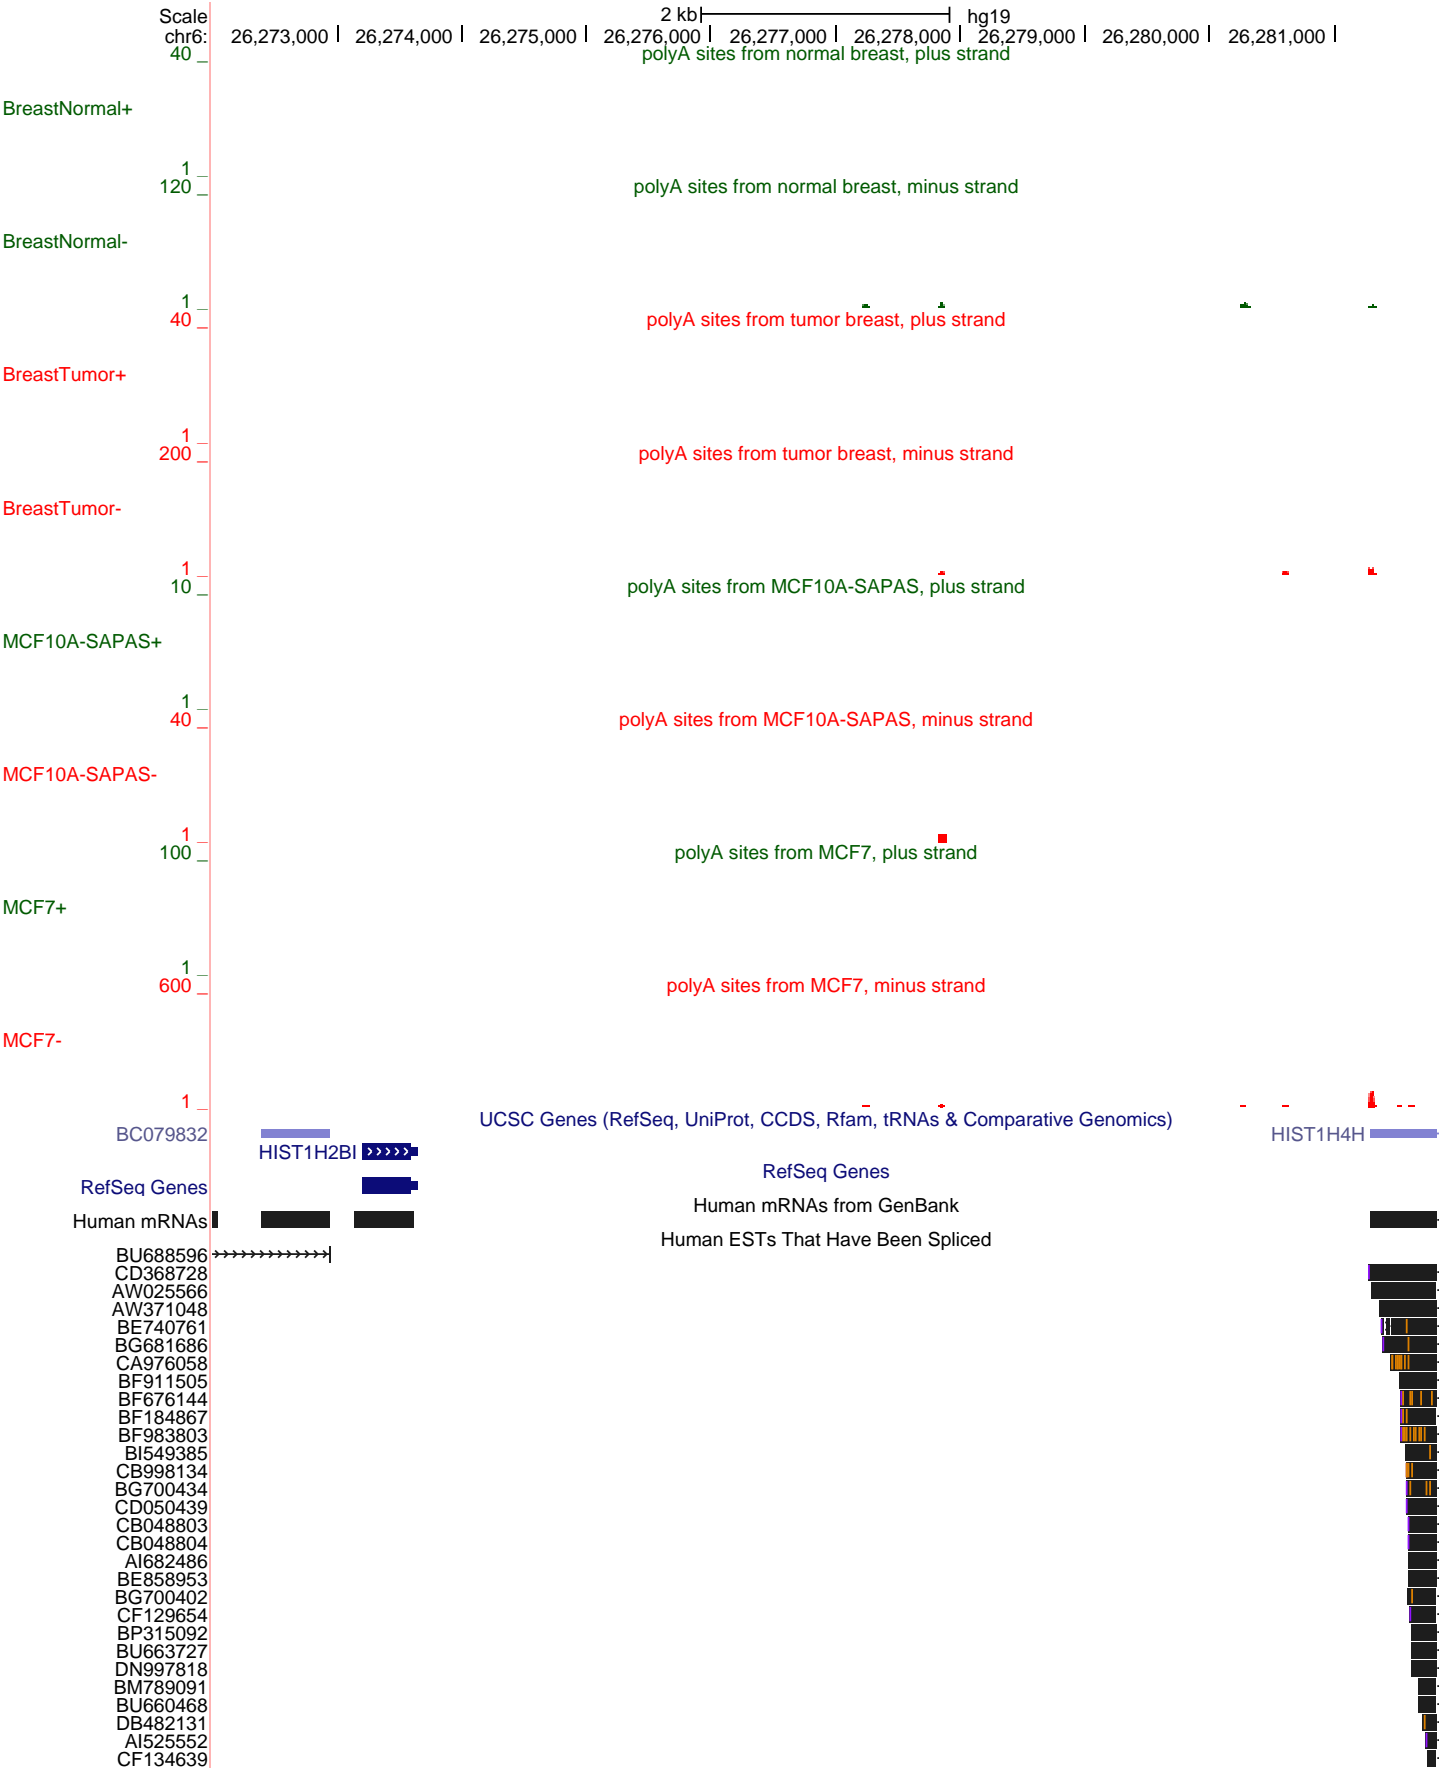 Scale 2 kb hg19
chr6: 26,273,000 26,274,000 26,275,000 26,276,000 26,277,000 26,278,000 26,279,000 26,280,000 26,281,000
40 polyA sites from normal breast, plus strand
BreastNormal+
1
120 polyA sites from normal breast, minus strand
BreastNormal-
1
40 polyA sites from tumor breast, plus strand
BreastTumor+
1
200 polyA sites from tumor breast, minus strand
BreastTumor-
1
10 polyA sites from MCF10A-SAPAS, plus strand
MCF10A-SAPAS+
1
40 polyA sites from MCF10A-SAPAS, minus strand
MCF10A-SAPAS-
1
100 polyA sites from MCF7, plus strand
MCF7+
1
600 polyA sites from MCF7, minus strand
MCF7-
1
UCSC Genes (RefSeq, UniProt, CCDS, Rfam, tRNAs & Comparative Genomics)
BC079832 HIST1H4H
HIST1H2BI
RefSeq Genes
RefSeq Genes
Human mRNAs from GenBank
Human mRNAs
Human ESTs That Have Been Spliced
BU688596
CD368728
AW025566
AW371048
BE740761
BG681686
CA976058
BF911505
BF676144
BF184867
BF983803
BI549385
CB998134
BG700434
CD050439
CB048803
CB048804
AI682486
BE858953
BG700402
CF129654
BP315092
BU663727
DN997818
BM789091
BU660468
DB482131
AI525552
CF134639